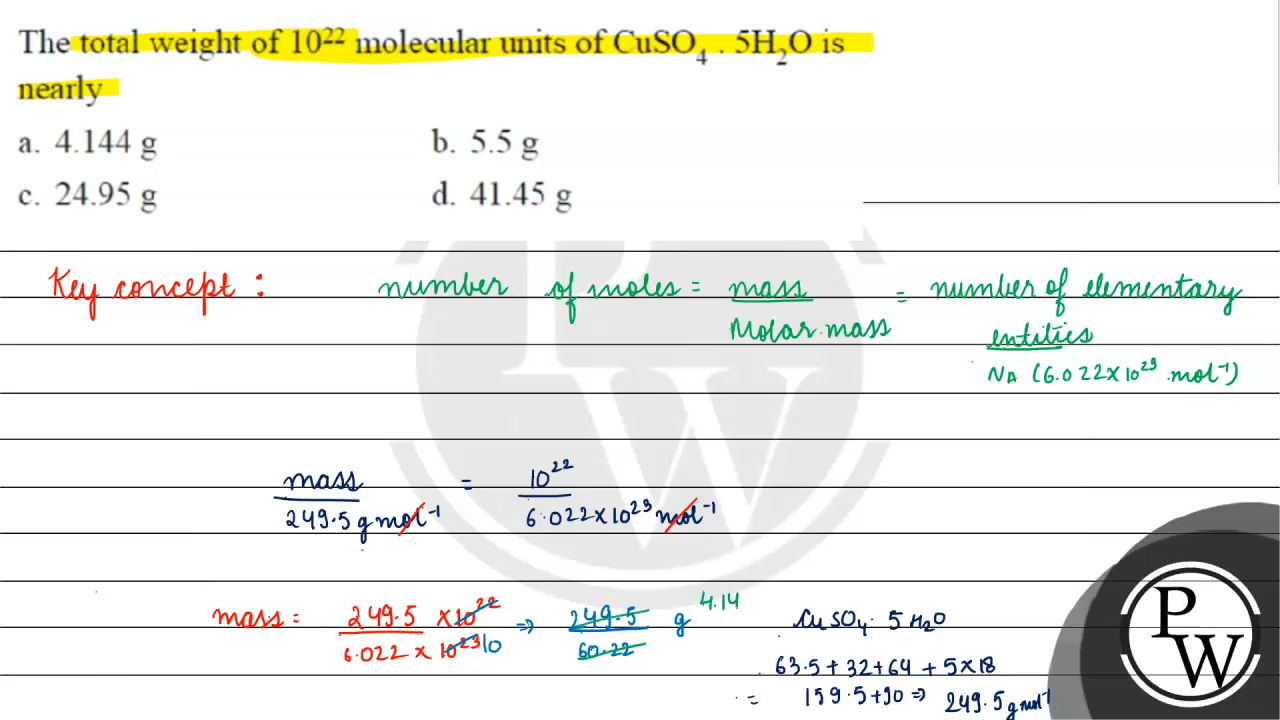 The total weight of 10²² molecular units of CuSO₄ . 5H₂O is
nearly
a. 4.144 g
b. 5.5 g
c. 24.95 g
d. 41.45 g
Key concept : number of moles = mass / Molar mass = number of elementary entities / NA (6.022×10²³ mol⁻¹)
mass / 249.5 g mol⁻¹ = 10²² / 6.022×10²³ mol⁻¹
mass = 249.5 ×10²² / 6.022 × 10²³ 10 ⇒ 249.5 / 60.22 g 4.14
CuSO₄. 5H₂O
63.5+32+64 + 5×18
= 159.5+90 ⇒ 249.5 g mol⁻¹
PW
PW